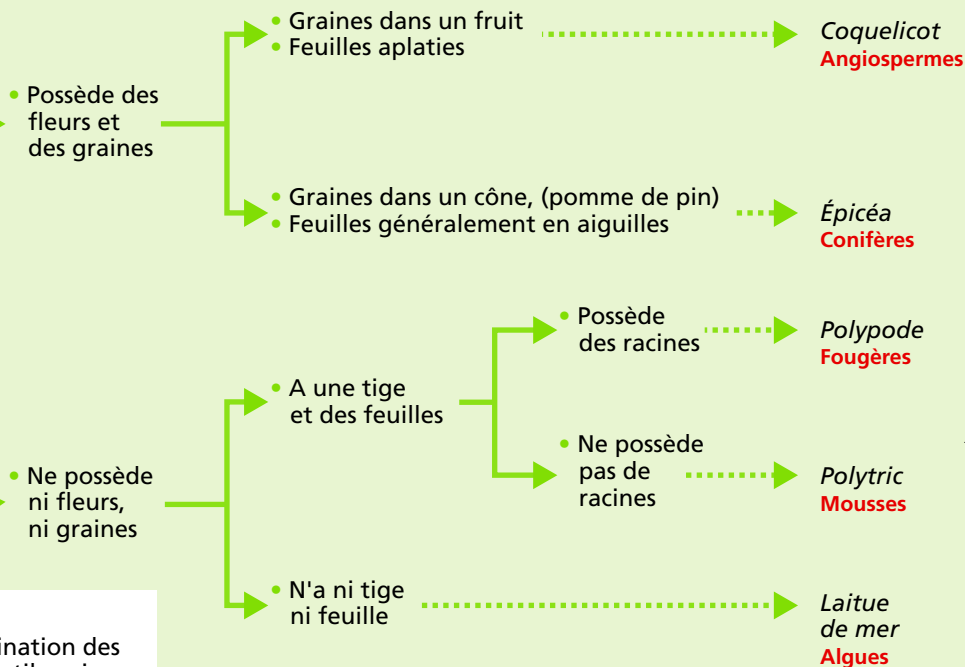 • Graines dans un fruit
• Feuilles aplaties
Coquelicot
Angiospermes
• Possède des
fleurs et
des graines
• Graines dans un cône, (pomme de pin)
• Feuilles généralement en aiguilles
Épicéa
Conifères
• Possède
des racines
Polypode
Fougères
• A une tige
et des feuilles
• Ne possède
pas de
racines
Polytric
Mousses
• Ne possède
ni fleurs,
ni graines
• N'a ni tige
ni feuille
Laitue
de mer
Algues
ination des